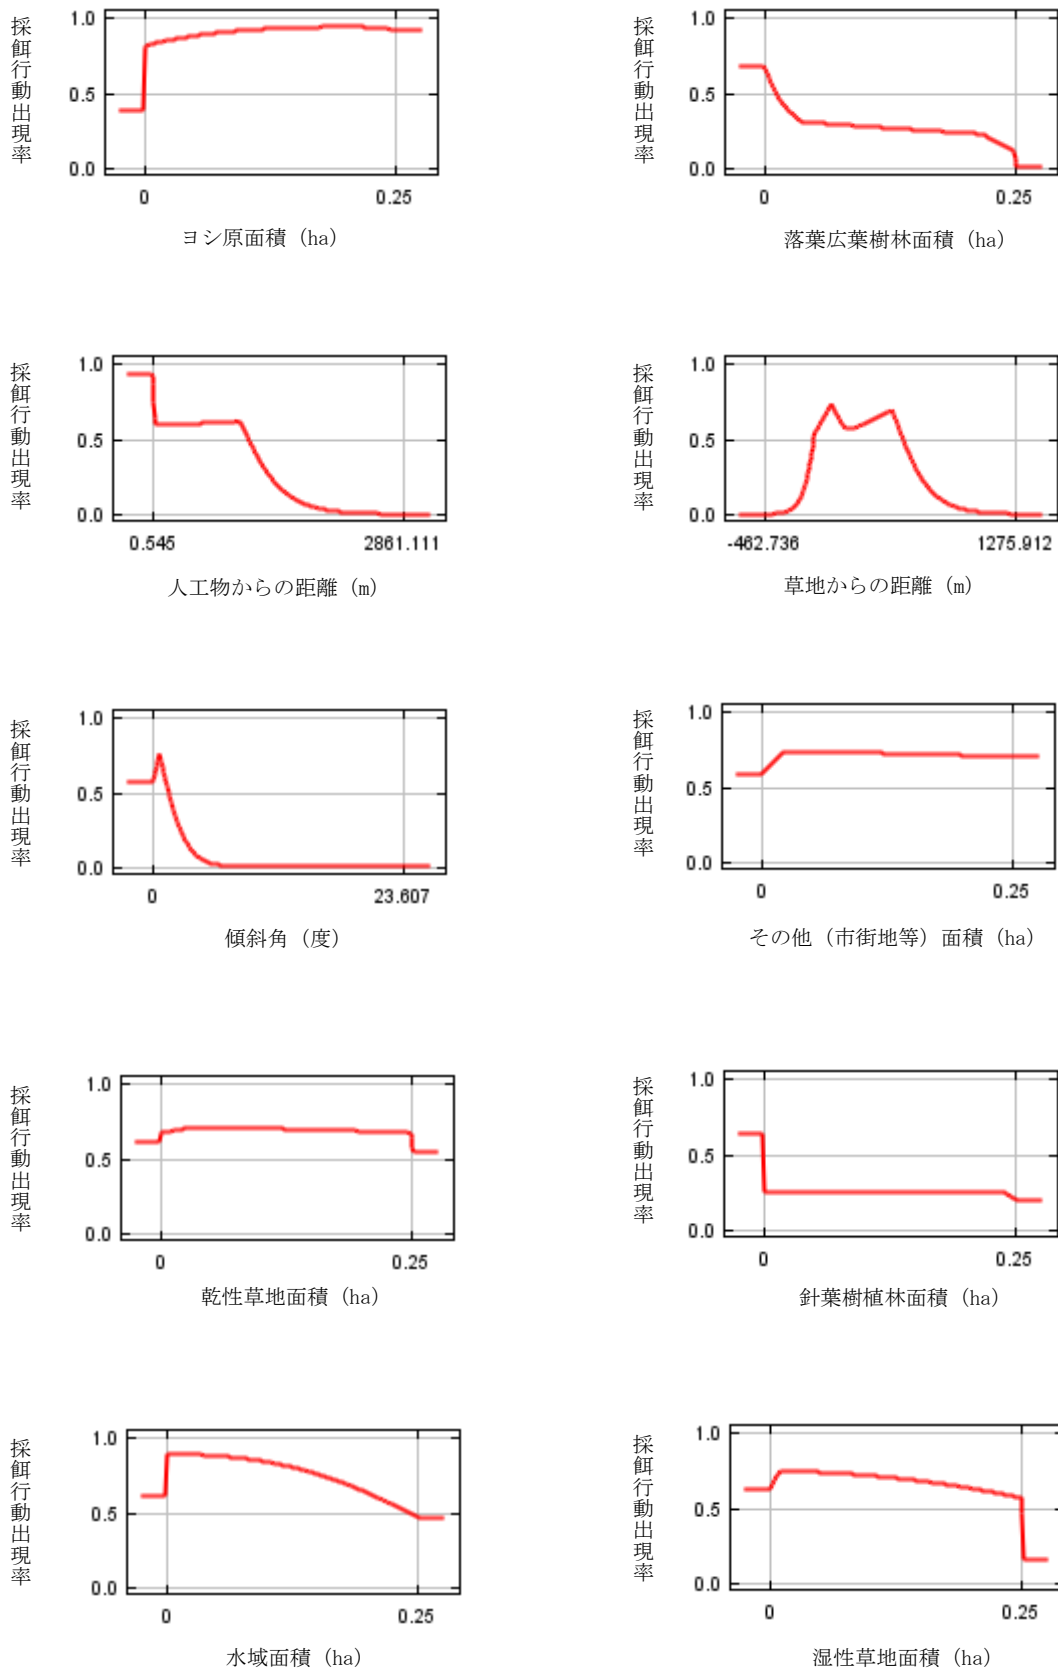 採餌行動出現率
1.0
0.5
0.0
0
0.25
ヨシ原面積 (ha)
採餌行動出現率
1.0
0.5
0.0
0
0.25
落葉広葉樹林面積 (ha)
採餌行動出現率
1.0
0.5
0.0
0.545
2861.111
人工物からの距離 (m)
採餌行動出現率
1.0
0.5
0.0
-462.736
1275.912
草地からの距離 (m)
採餌行動出現率
1.0
0.5
0.0
0
23.607
傾斜角 (度)
採餌行動出現率
1.0
0.5
0.0
0
0.25
その他 (市街地等) 面積 (ha)
採餌行動出現率
1.0
0.5
0.0
0
0.25
乾性草地面積 (ha)
採餌行動出現率
1.0
0.5
0.0
0
0.25
針葉樹植林面積 (ha)
採餌行動出現率
1.0
0.5
0.0
0
0.25
水域面積 (ha)
採餌行動出現率
1.0
0.5
0.0
0
0.25
湿性草地面積 (ha)